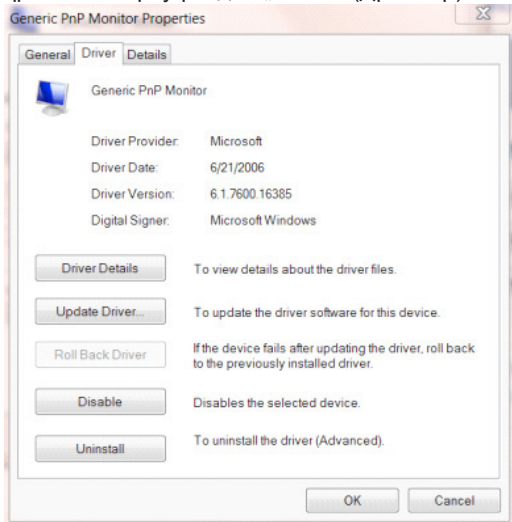 Generic PnP Monitor Properties
General Driver Details
Generic PnP Monitor
Driver Provider: Microsoft
Driver Date: 6/21/2006
Driver Version: 6.1.7600.16385
Digital Signer: Microsoft Windows
Driver Details To view details about the driver files.
Update Driver... To update the driver software for this device.
Roll Back Driver If the device fails after updating the driver, roll back
to the previously installed driver.
Disable Disables the selected device.
Uninstall To uninstall the driver (Advanced).
OK Cancel